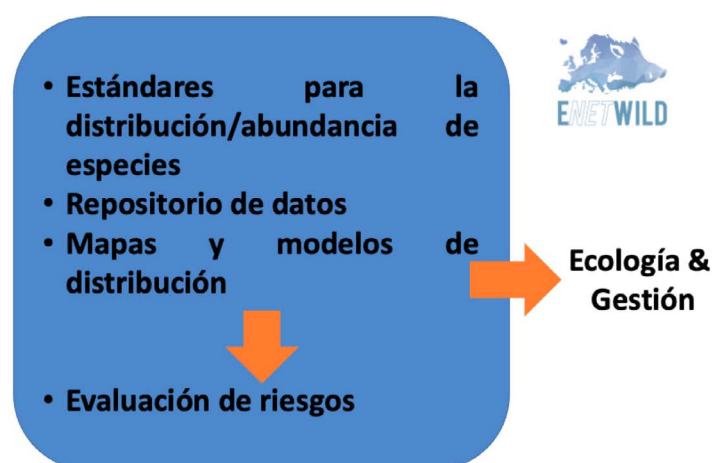 • Estándares para la
distribución/abundancia de
especies
• Repositorio de datos
• Mapas y modelos de
distribución
• Evaluación de riesgos
ENETWILD
Ecología &
Gestión